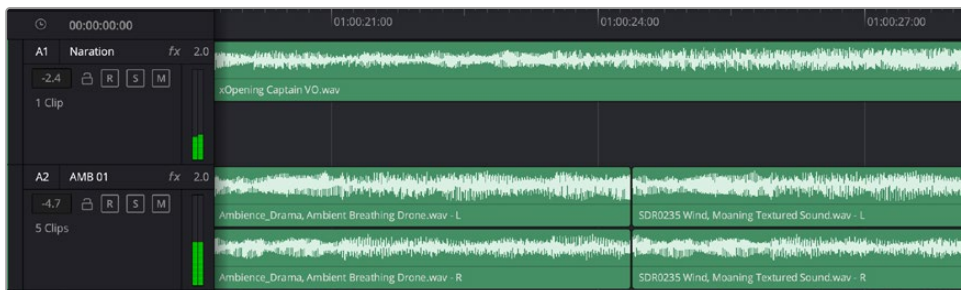 00:00:00:00 01:00:21:00 01:00:24:00 01:00:27:00
A1 Naration fx 2.0
-2.4 R S M
1 Clip
xOpening Captain VO.wav
A2 AMB 01 fx 2.0
-4.7 R S M
5 Clips
Ambience_Drama, Ambient Breathing Drone.wav - L SDR0235 Wind, Moaning Textured Sound.wav - L
Ambience_Drama, Ambient Breathing Drone.wav - R SDR0235 Wind, Moaning Textured Sound.wav - R